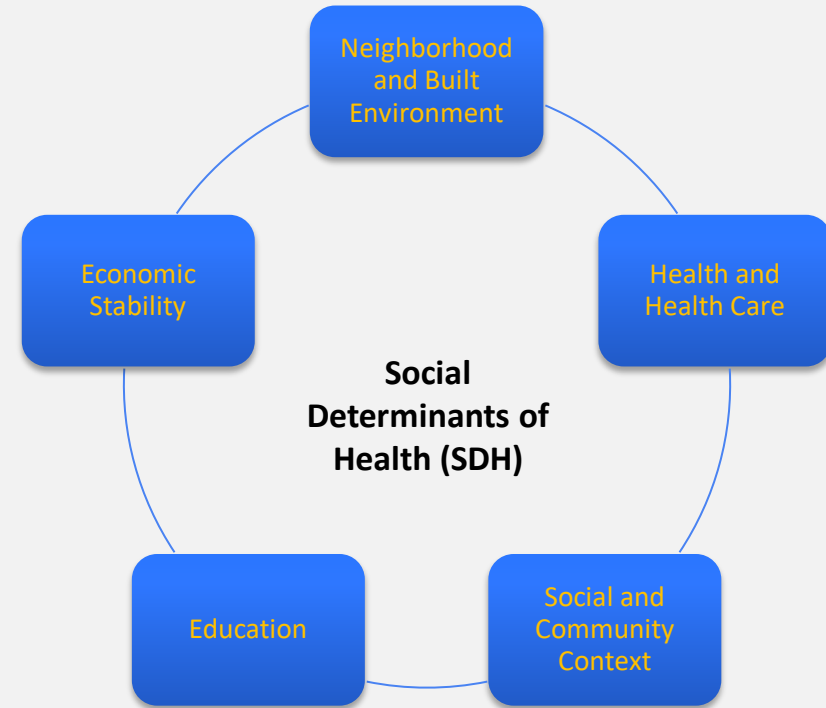 Neighborhood
and Built
Environment
Economic
Stability
Health and
Health Care
Social
Determinants of
Health (SDH)
Education
Social and
Community
Context